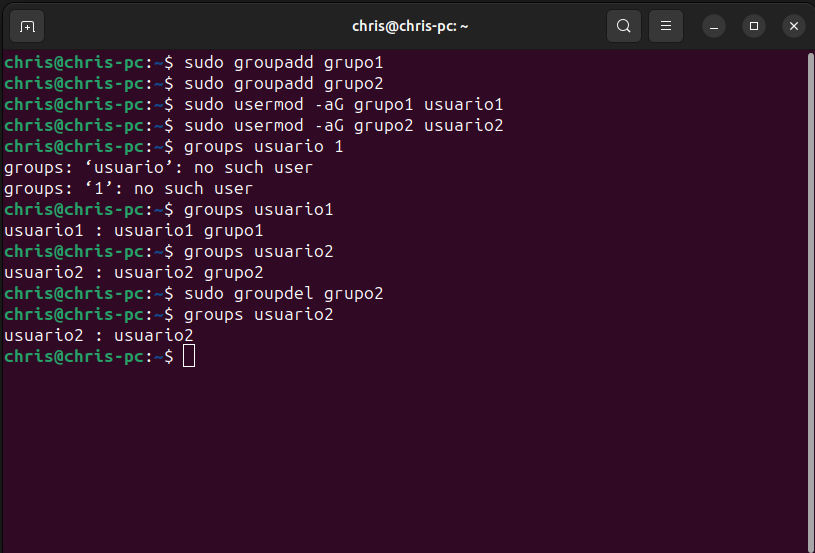 chris@chris-pc: ~
chris@chris-pc:~$ sudo groupadd grupo1
chris@chris-pc:~$ sudo groupadd grupo2
chris@chris-pc:~$ sudo usermod -aG grupo1 usuario1
chris@chris-pc:~$ sudo usermod -aG grupo2 usuario2
chris@chris-pc:~$ groups usuario 1
groups: ‘usuario’: no such user
groups: ‘1’: no such user
chris@chris-pc:~$ groups usuario1
usuario1 : usuario1 grupo1
chris@chris-pc:~$ groups usuario2
usuario2 : usuario2 grupo2
chris@chris-pc:~$ sudo groupdel grupo2
chris@chris-pc:~$ groups usuario2
usuario2 : usuario2
chris@chris-pc:~$